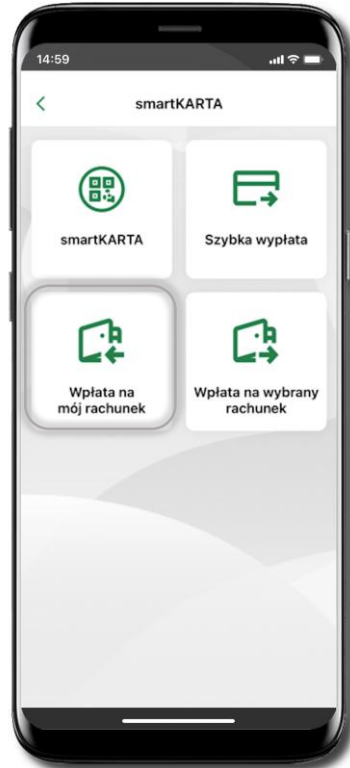 14:59
smartKARTA
smartKARTA
Szybka wypłata
Wpłata na
mój rachunek
Wpłata na wybrany
rachunek